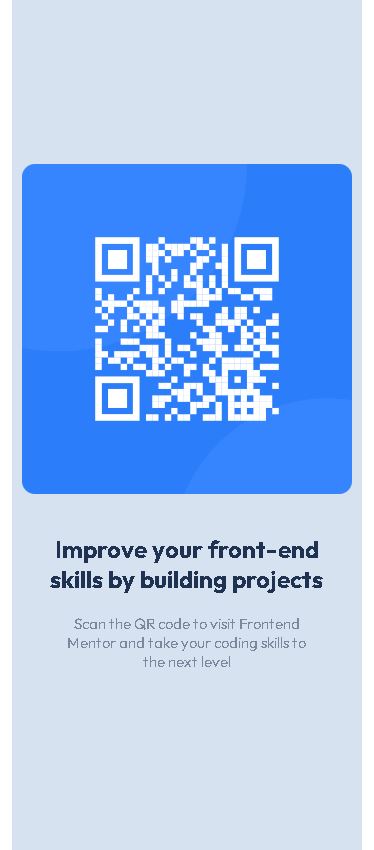 Improve your front-end
skills by building projects
Scan the QR code to visit Frontend
Mentor and take your coding skills to
the next level